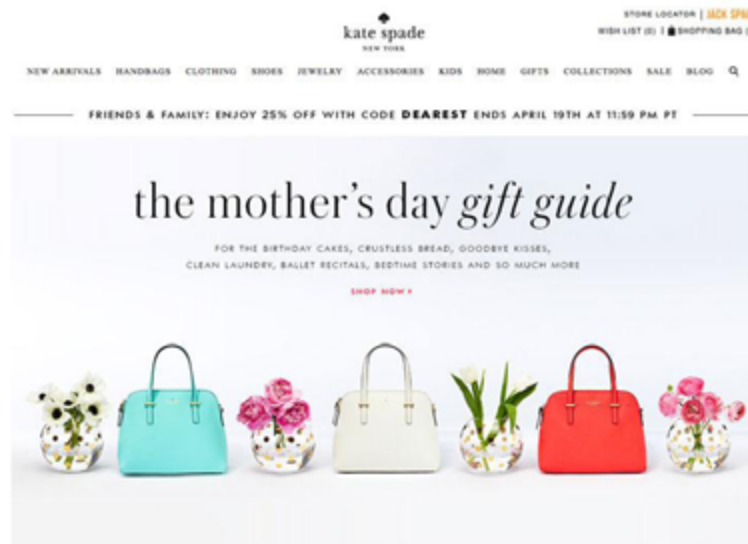 STORE LOCATOR | JACK SPA
kate spade
NEW YORK
WISH LIST (0) | SHOPPING BAG (
NEW ARRIVALS HANDBAGS CLOTHING SHOES JEWELRY ACCESSORIES KIDS HOME GIFTS COLLECTIONS SALE BLOG
FRIENDS & FAMILY: ENJOY 25% OFF WITH CODE DEAREST ENDS APRIL 19TH AT 11:59 PM PT
the mother's day gift guide
FOR THE BIRTHDAY CAKES, CRUSTLESS BREAD, GOODBYE KISSES,
CLEAN LAUNDRY, BALLET RECITALS, BEDTIME STORIES AND SO MUCH MORE
SHOP NOW >